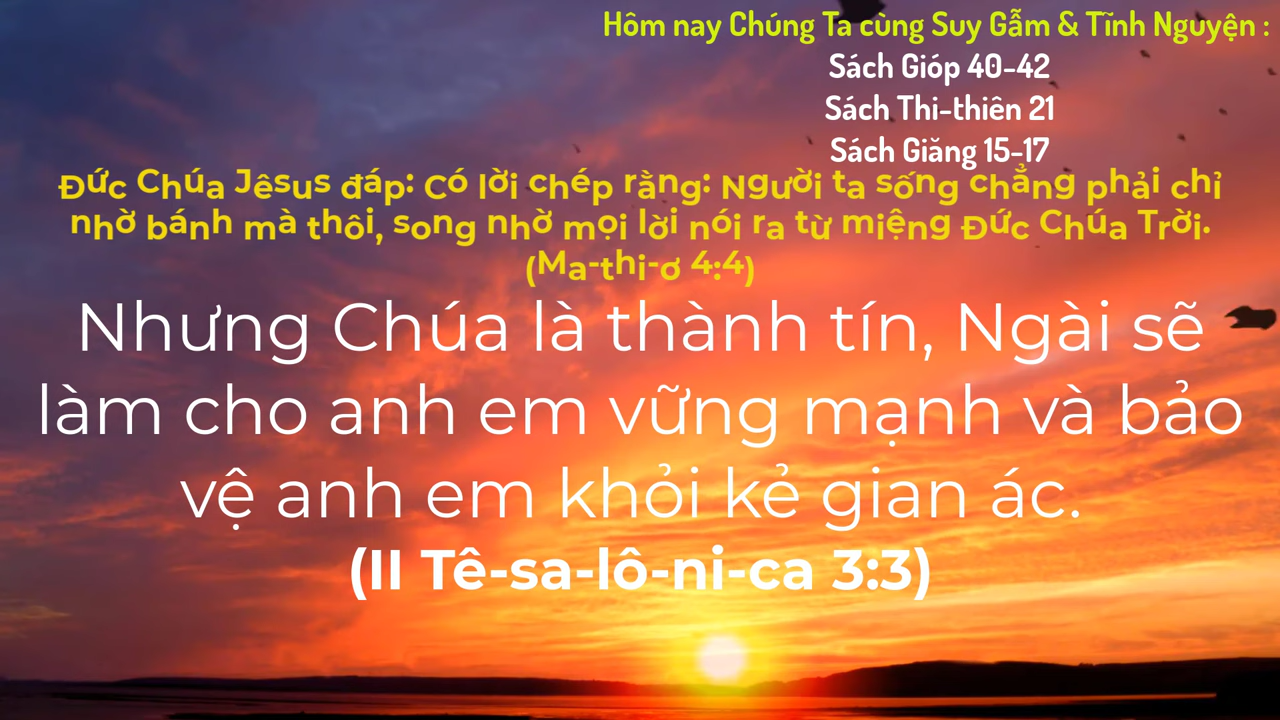 Hôm nay Chúng Ta cùng Suy Gẫm & Tĩnh Nguyện :
Sách Gióp 40-42
Sách Thi-thiên 21
Sách Giăng 15-17
Đức Chúa Jêsus đáp: Có lời chép rằng: Người ta sống chẳng phải chỉ
nhờ bánh mà thôi, song nhờ mọi lời nói ra từ miệng Đức Chúa Trời.
(Ma-thi-ơ 4:4)
Nhưng Chúa là thành tín, Ngài sẽ
làm cho anh em vững mạnh và bảo
vệ anh em khỏi kẻ gian ác.
(II Tê-sa-lô-ni-ca 3:3)